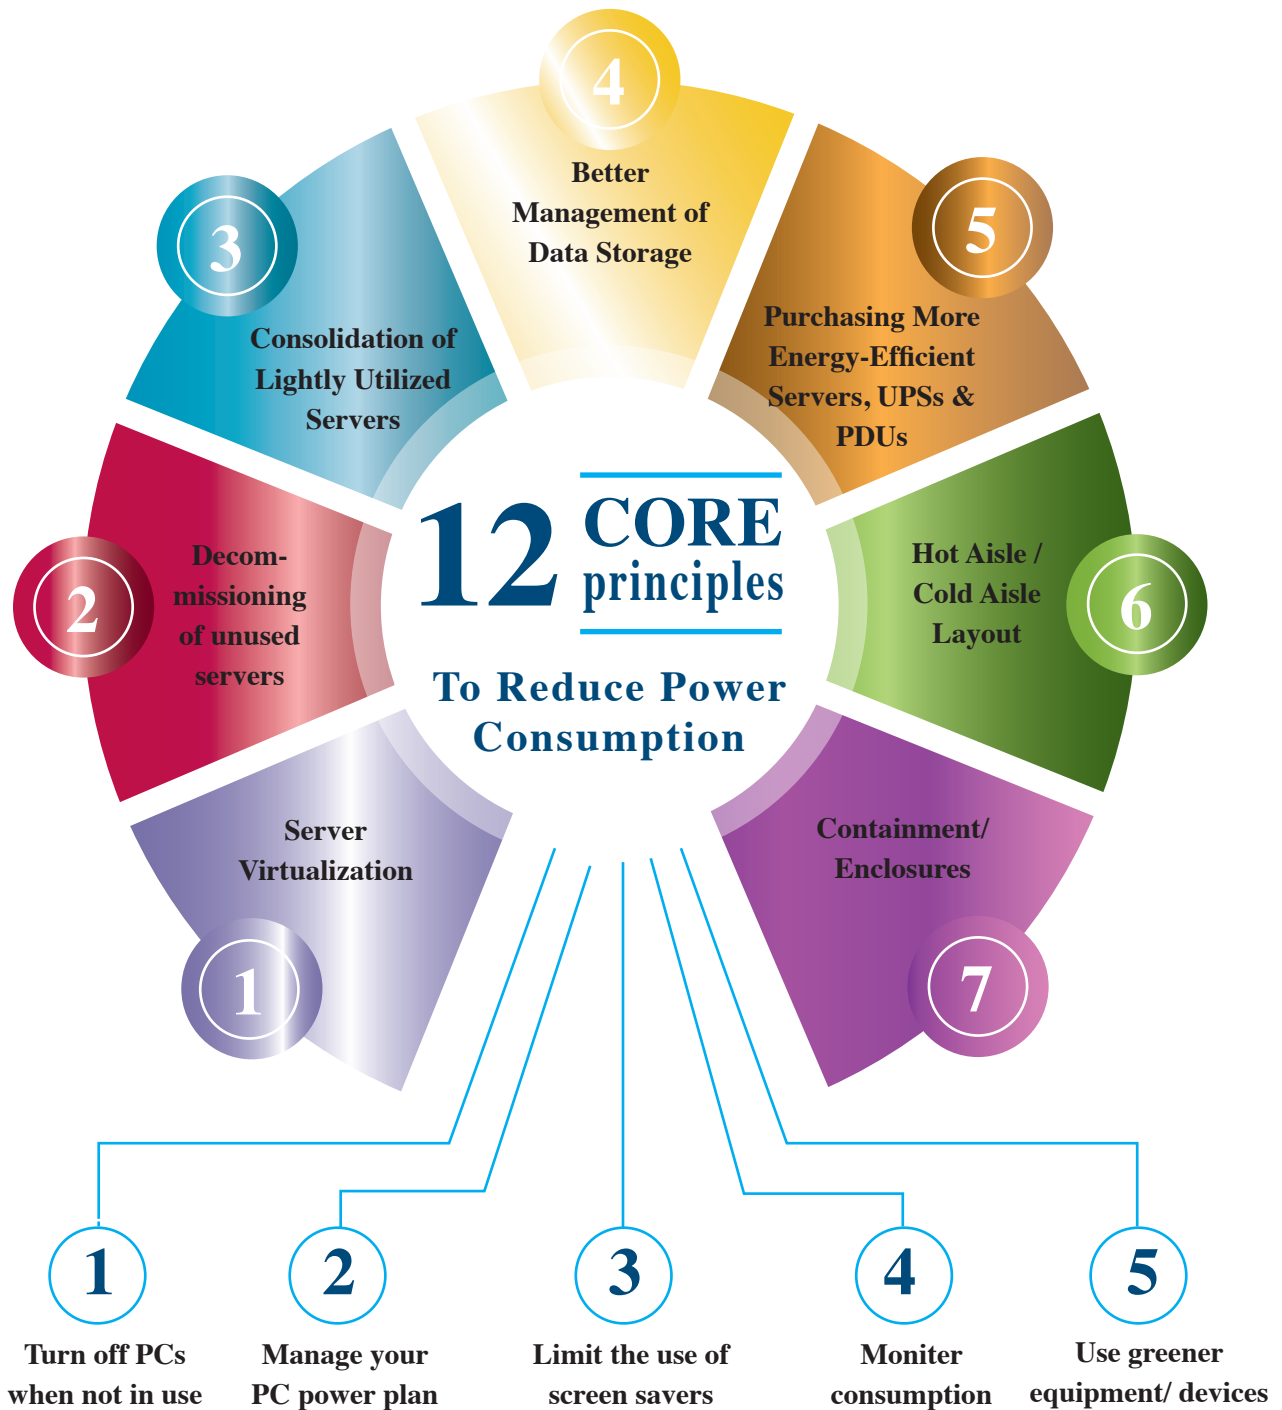 4
Better
Management of
Data Storage
3
Consolidation of
Lightly Utilized
Servers
5
Purchasing More
Energy-Efficient
Servers, UPSs &
PDUs
2
Decom-
missioning
of unused
servers
6
Hot Aisle /
Cold Aisle
Layout
12 CORE
principles
To Reduce Power
Consumption
1
Server
Virtualization
7
Containment/
Enclosures
1
Turn off PCs
when not in use
2
Manage your
PC power plan
3
Limit the use of
screen savers
4
Moniter
consumption
5
Use greener
equipment/ devices